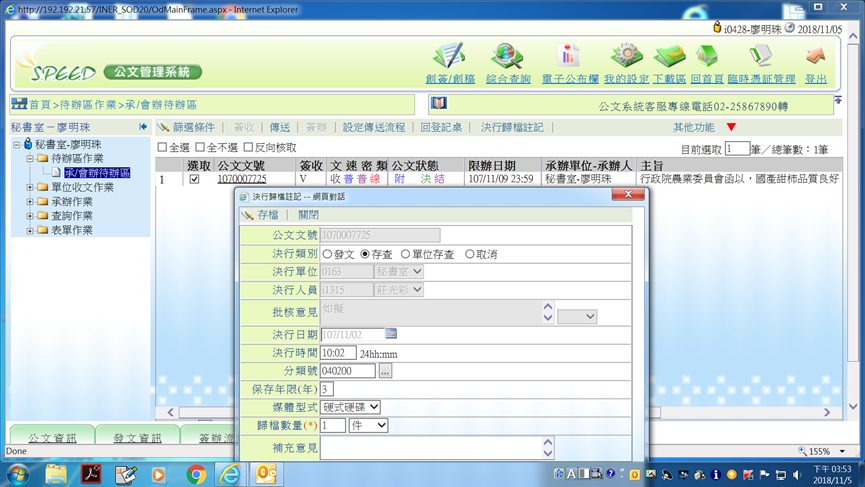 http://192.192.21.57/INER_SOD20/OdMainFrame.aspx - Internet Explorer
i0428-廖明珠 2018/11/05
SPEED 公文管理系統
創簽/創稿 綜合查詢 電子公布欄 我的設定 下載區 回首頁 臨時憑証管理 登出
首頁>待辦區作業>承/會辦待辦區
公文系統客服專線電話02-25867890轉
秘書室－廖明珠
篩選條件 簽收 傳送 簽辦 設定傳送流程 回登記桌 決行歸檔註記 其他功能
秘書室-廖明珠
待辦區作業
承/會辦待辦區
單位收文作業
承辦作業
查詢作業
表單作業
全選 全不選 反向核取
目前選取 1 筆／總筆數：1筆
選取 公文文號 簽收 文 速 密 類 公文狀態 限辦日期 承辦單位-承辦人 主旨
1 1070007725 V 收 普 普 線 附 決 結 107/11/09 23:59 秘書室-廖明珠 行政院農業委員會函以，國產甜柿品質良好
決行歸檔註記 -- 網頁對話
存檔 | 關閉
公文文號 1070007725
決行類別 發文 存查 單位存查 取消
決行單位 0163 秘書室
決行人員 i1315 莊光彩
批核意見 如擬
決行日期 107/11/02
決行時間 10:02 24hh:mm
分類號 040200 ...
保存年限(年) 3
媒體型式 硬式硬碟
歸檔數量(*) 1 件
補充意見
公文資訊 發文資訊 簽辦流
Done
155%
下午 03:53
2018/11/5